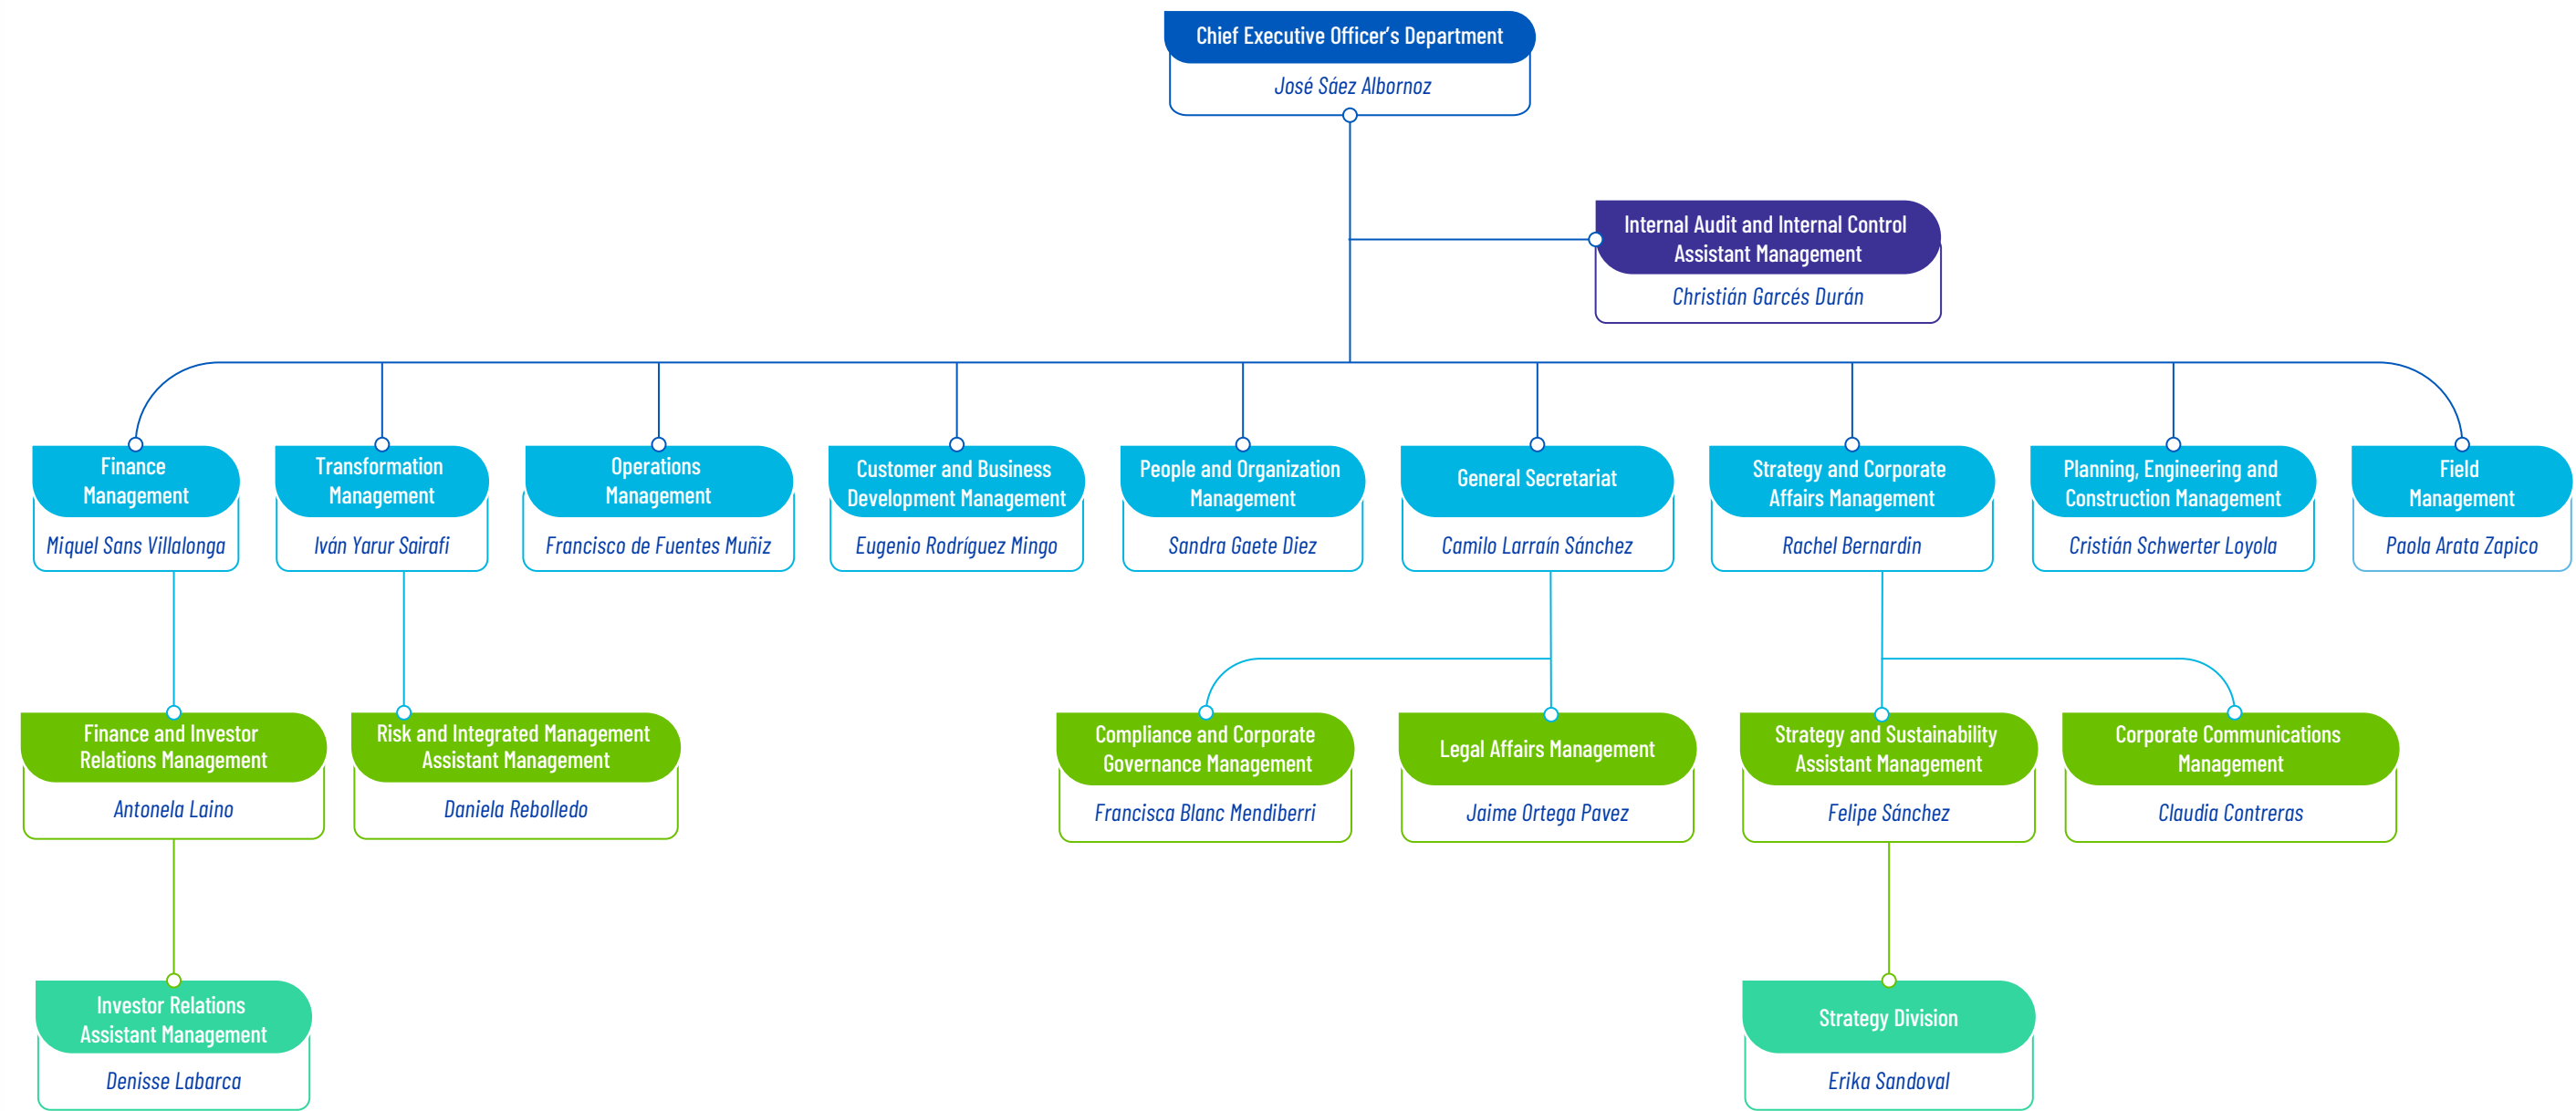 Chief Executive Officer’s Department
José Sáez Albornoz
Internal Audit and Internal Control
Assistant Management
Christián Garcés Durán
Finance
Management
Miquel Sans Villalonga
Transformation
Management
Iván Yarur Sairafi
Operations
Management
Francisco de Fuentes Muñiz
Customer and Business
Development Management
Eugenio Rodríguez Mingo
People and Organization
Management
Sandra Gaete Diez
General Secretariat
Camilo Larraín Sánchez
Strategy and Corporate
Affairs Management
Rachel Bernardin
Planning, Engineering and
Construction Management
Cristián Schwerter Loyola
Field
Management
Paola Arata Zapico
Finance and Investor
Relations Management
Antonela Laino
Risk and Integrated Management
Assistant Management
Daniela Rebolledo
Compliance and Corporate
Governance Management
Francisca Blanc Mendiberri
Legal Affairs Management
Jaime Ortega Pavez
Strategy and Sustainability
Assistant Management
Felipe Sánchez
Corporate Communications
Management
Claudia Contreras
Investor Relations
Assistant Management
Denisse Labarca
Strategy Division
Erika Sandoval